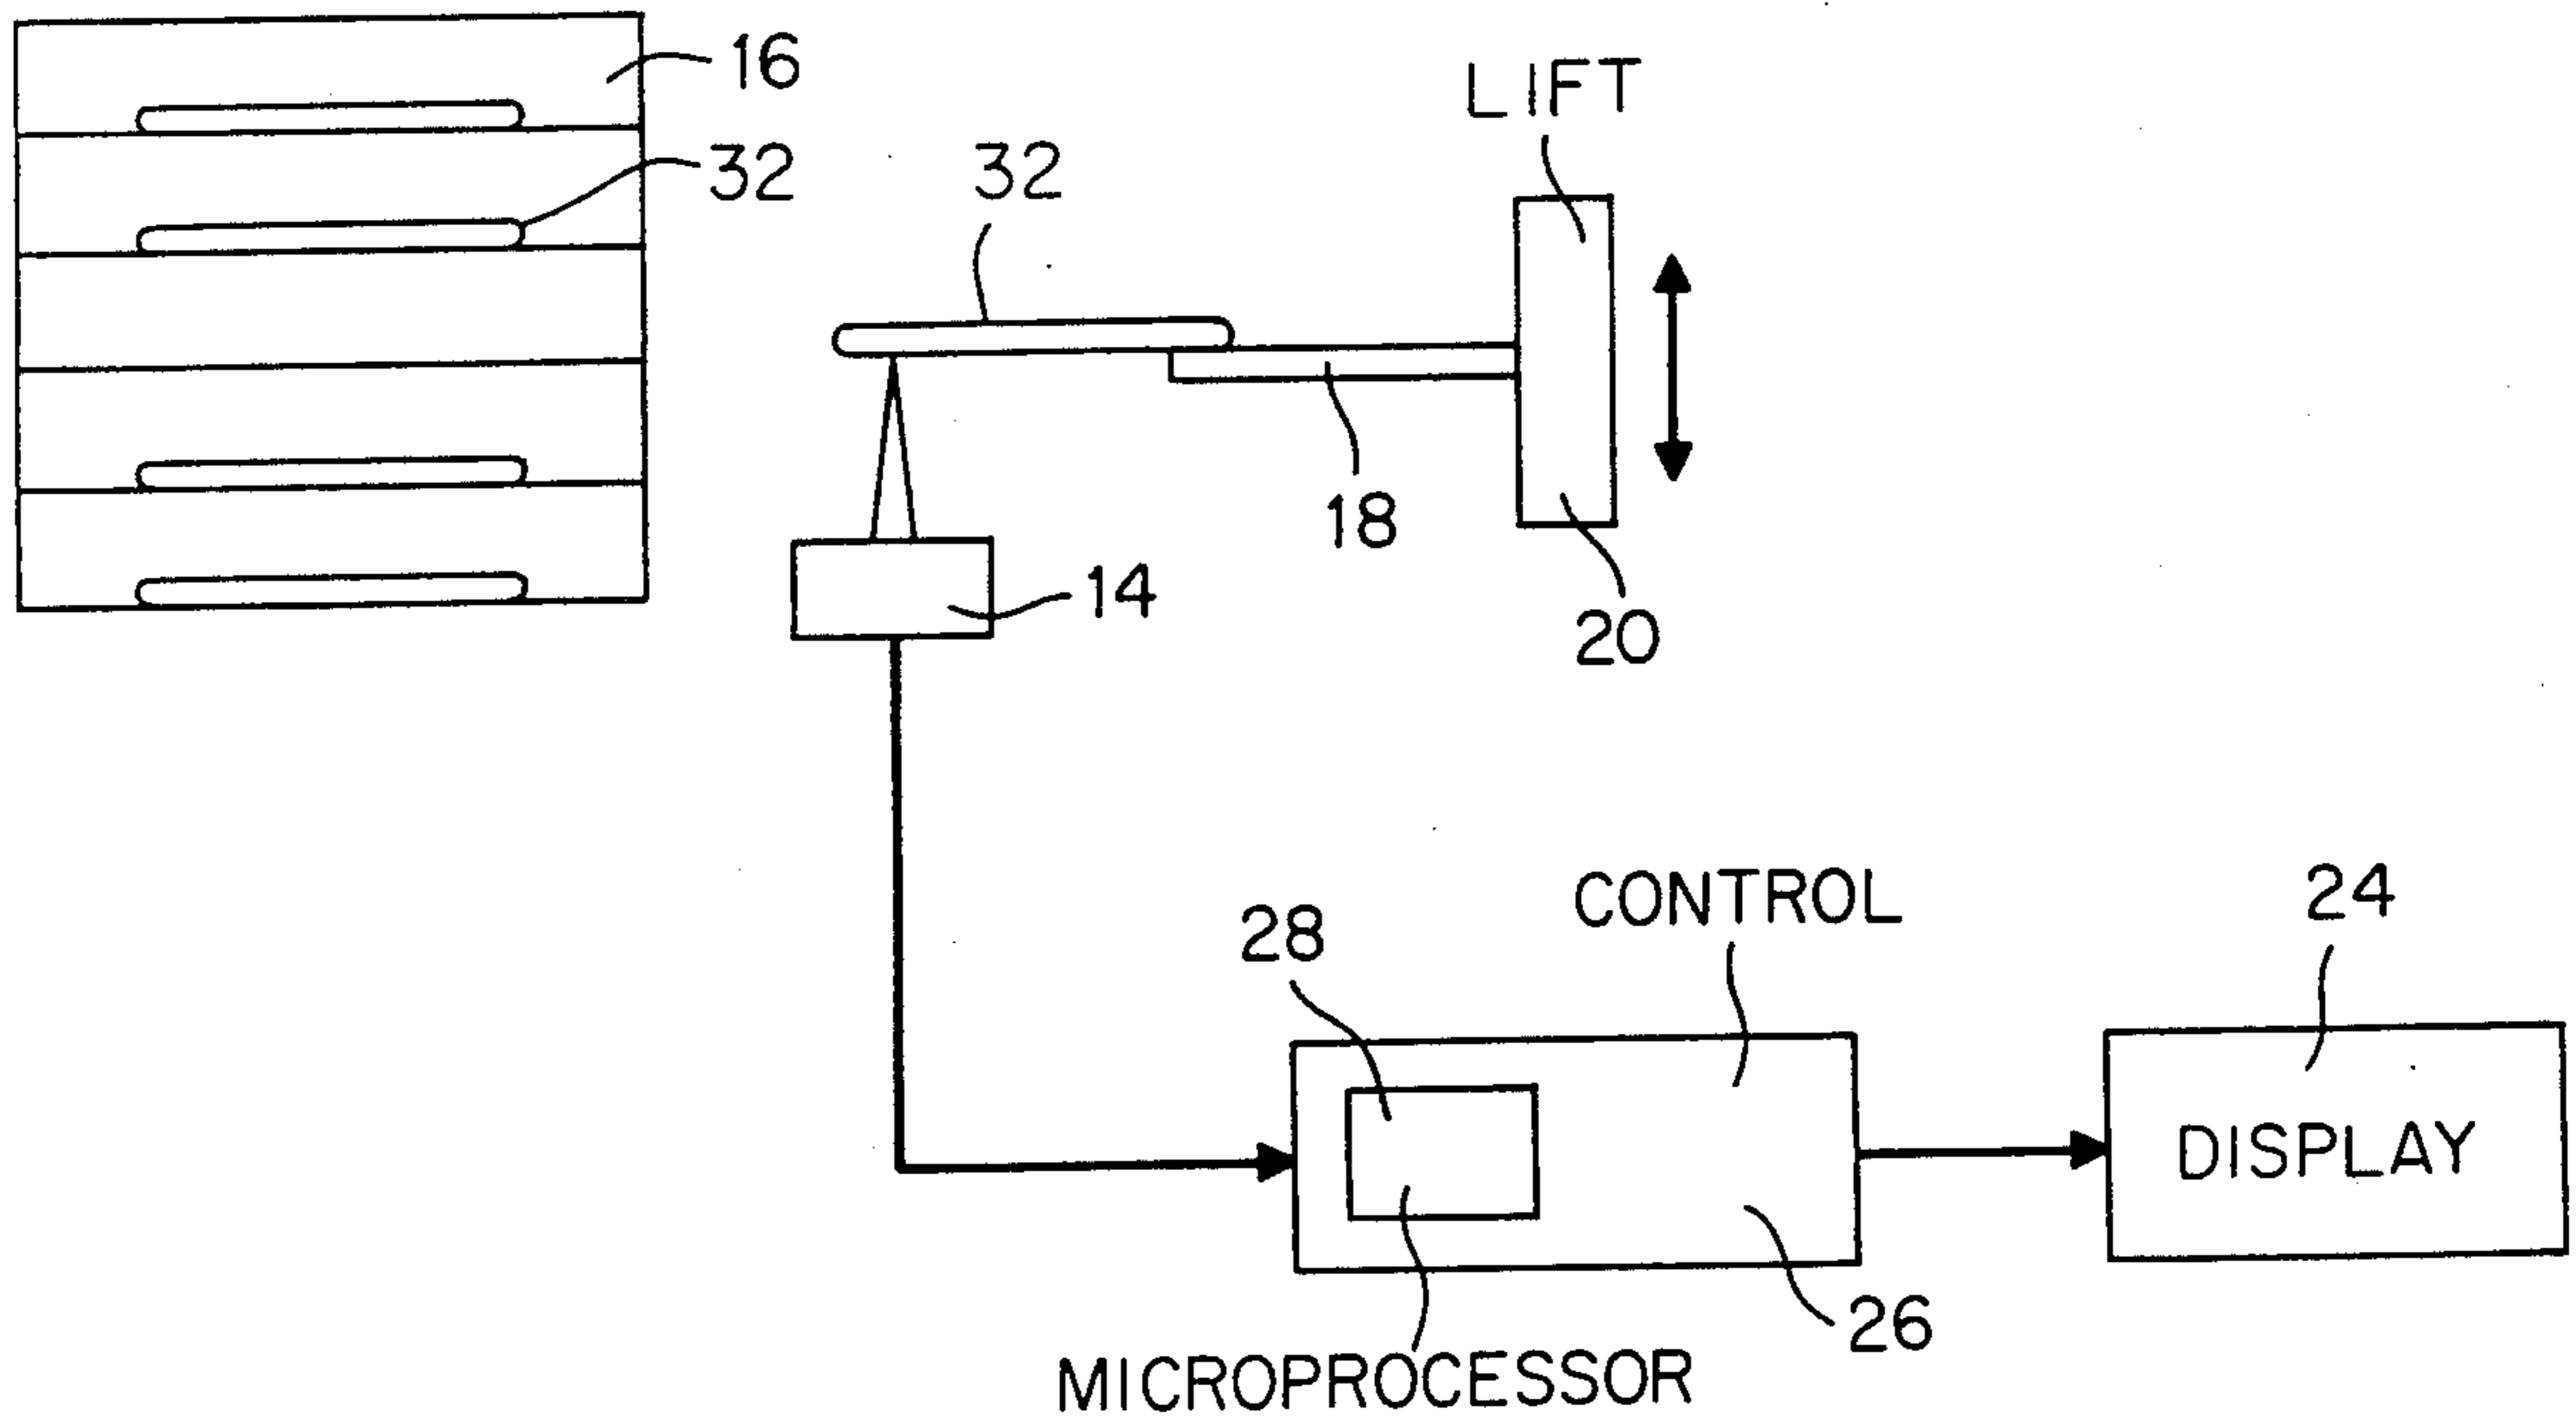 16
LIFT
32
32
18
14
20
CONTROL
24
28
DISPLAY
26
MICROPROCESSOR